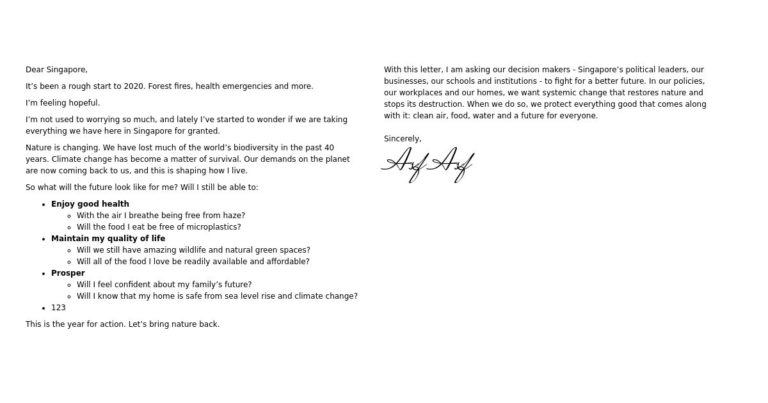 Dear Singapore,
It's been a rough start to 2020. Forest fires, health emergencies and more.
I'm feeling hopeful.
I'm not used to worrying so much, and lately I've started to wonder if we are taking
everything we have here in Singapore for granted.
Nature is changing. We have lost much of the world's biodiversity in the past 40
years. Climate change has become a matter of survival. Our demands on the planet
are now coming back to us, and this is shaping how I live.
So what will the future look like for me? Will I still be able to:
• Enjoy good health
◦ With the air I breathe being free from haze?
◦ Will the food I eat be free of microplastics?
• Maintain my quality of life
◦ Will we still have amazing wildlife and natural green spaces?
◦ Will all of the food I love be readily available and affordable?
• Prosper
◦ Will I feel confident about my family's future?
◦ Will I know that my home is safe from sea level rise and climate change?
• 123
This is the year for action. Let's bring nature back.
With this letter, I am asking our decision makers - Singapore's political leaders, our
businesses, our schools and institutions - to fight for a better future. In our policies,
our workplaces and our homes, we want systemic change that restores nature and
stops its destruction. When we do so, we protect everything good that comes along
with it: clean air, food, water and a future for everyone.
Sincerely,